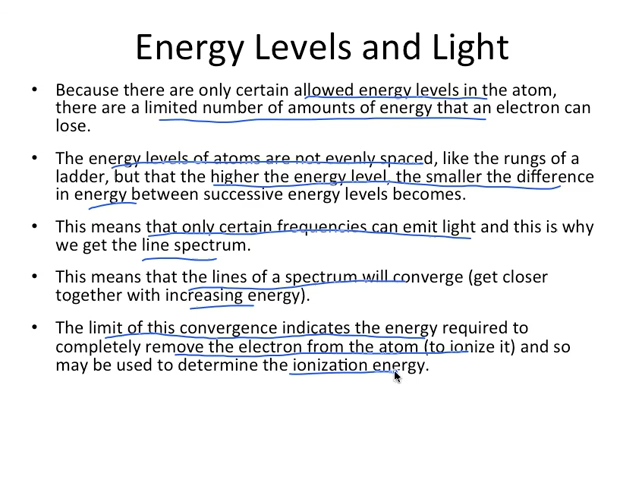 Energy Levels and Light
• Because there are only certain allowed energy levels in the atom,
there are a limited number of amounts of energy that an electron can
lose.
• The energy levels of atoms are not evenly spaced, like the rungs of a
ladder, but that the higher the energy level, the smaller the difference
in energy between successive energy levels becomes.
• This means that only certain frequencies can emit light and this is why
we get the line spectrum.
• This means that the lines of a spectrum will converge (get closer
together with increasing energy).
• The limit of this convergence indicates the energy required to
completely remove the electron from the atom (to ionize it) and so
may be used to determine the ionization energy.